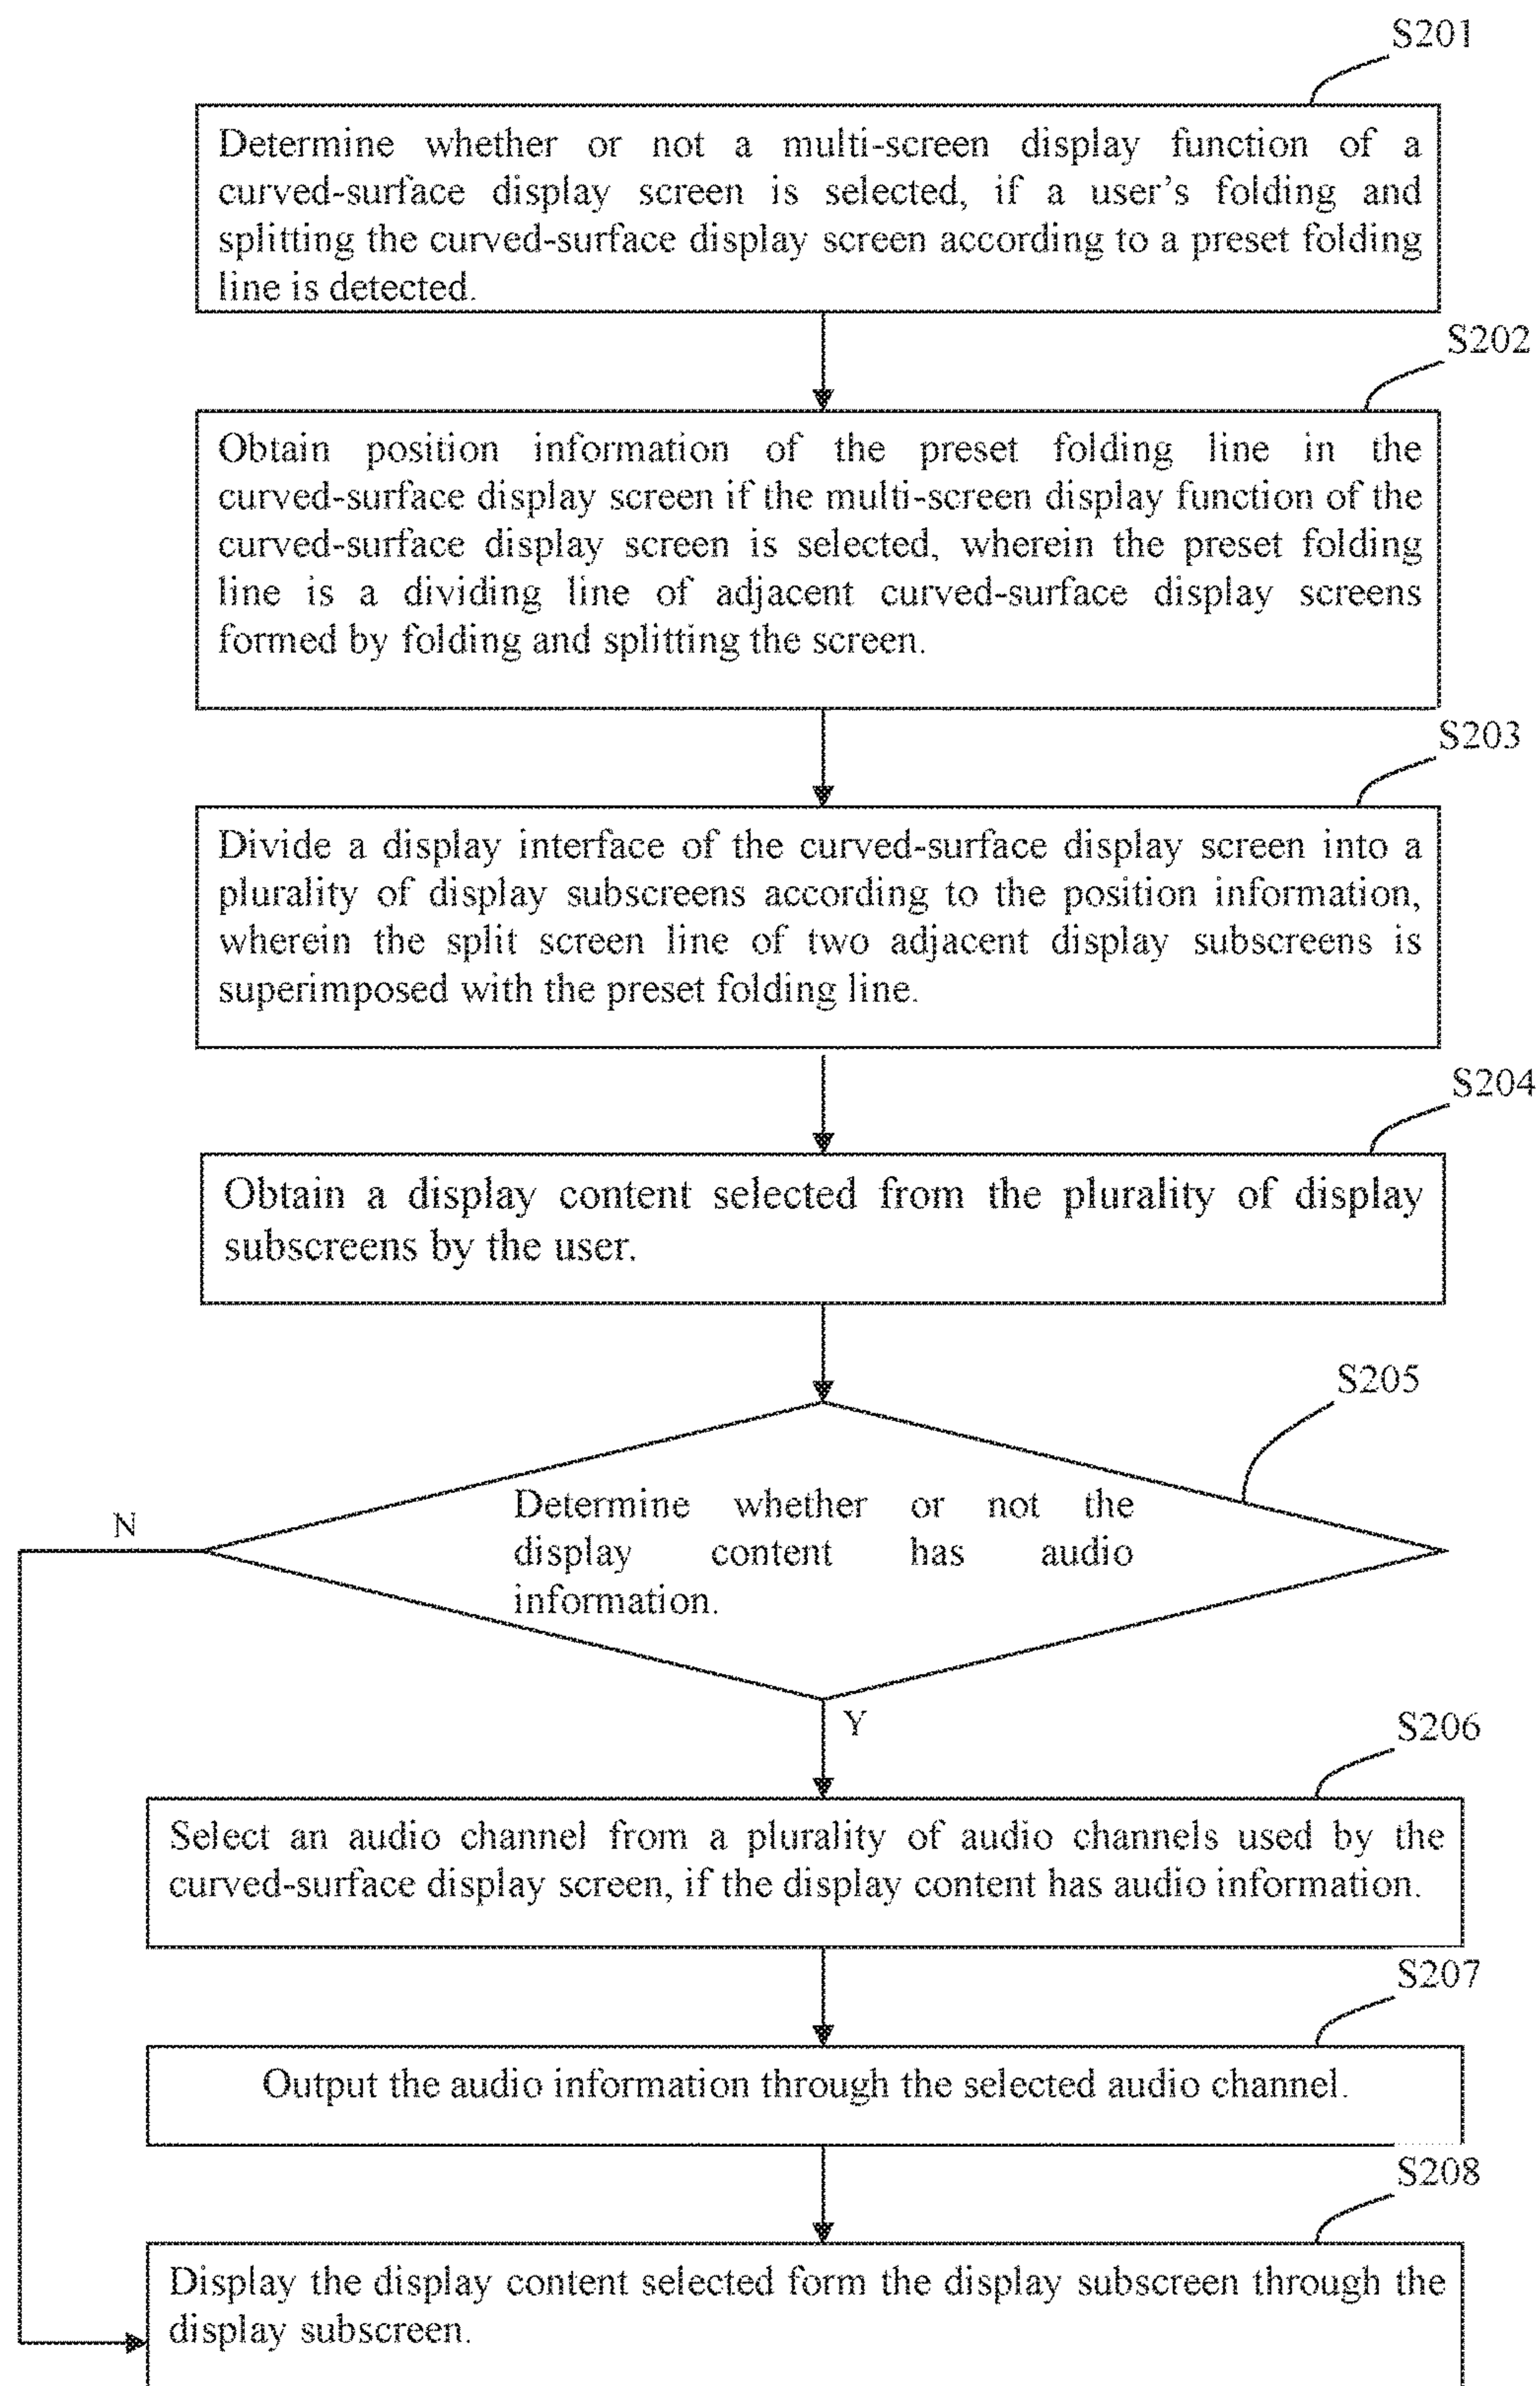 S201
Determine whether or not a multi-screen display function of a
curved-surface display screen is selected, if a user's folding and
splitting the curved-surface display screen according to a preset folding
line is detected.
S202
Obtain position information of the preset folding line in the
curved-surface display screen if the multi-screen display function of the
curved-surface display screen is selected, wherein the preset folding
line is a dividing line of adjacent curved-surface display screens
formed by folding and splitting the screen.
S203
Divide a display interface of the curved-surface display screen into a
plurality of display subscreens according to the position information,
wherein the split screen line of two adjacent display subscreens is
superimposed with the preset folding line.
S204
Obtain a display content selected from the plurality of display
subscreens by the user.
S205
Determine whether or not the
display content has audio
information.
N
Y
S206
Select an audio channel from a plurality of audio channels used by the
curved-surface display screen, if the display content has audio information.
S207
Output the audio information through the selected audio channel.
S208
Display the display content selected form the display subscreen through the
display subscreen.